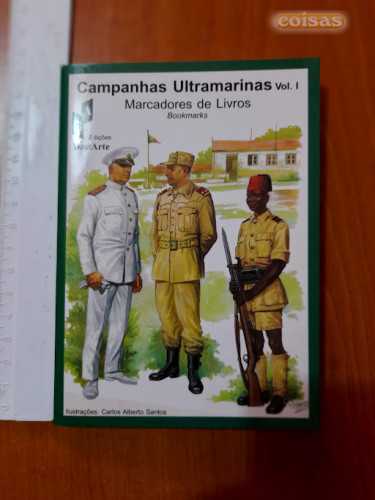 coisas
Campanhas Ultramarinas Vol. I
Marcadores de Livros
Bookmarks
Edições
Ilustrações: Carlos Alberto Santos